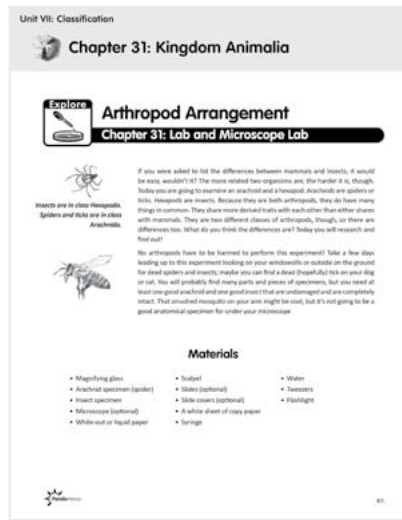 Unit VII: Classification
Chapter 31: Kingdom Animalia
Explore
Arthropod Arrangement
Chapter 31: Lab and Microscope Lab
Insects are in class Hexapoda.
Spiders and ticks are in class
Arachnida.
If you were asked to list the differences between mammals and insects, it would
be easy, wouldn't it? The more related two organisms are, the harder it is, though.
Today you are going to examine an arachnid and a hexapod. Arachnids are spiders or
ticks. Hexapods are insects. Because they are both arthropods, they do have many
things in common. They share more derived traits with each other than either shares
with mammals. They are two different classes of arthropods, though, so there are
differences too. What do you think the differences are? Today you will research and
find out!
No arthropods have to be harmed to perform this experiment! Take a few days
leading up to this experiment looking on your windowsills or outside on the ground
for dead spiders and insects; maybe you can find a dead (hopefully) tick on your dog
or cat. You will probably find many parts and pieces of specimens, but you need at
least one good arachnid and one good insect that are undamaged and are completely
intact. That smushed mosquito on your arm might be cool, but it's not going to be a
good anatomical specimen for under your microscope
Materials
• Magnifying glass
• Arachnid specimen (spider)
• Insect specimen
• Microscope (optional)
• White-out or liquid paper
• Scalpel
• Slides (optional)
• Slide covers (optional)
• A white sheet of copy paper
• Syringe
• Water
• Tweezers
• Flashlight